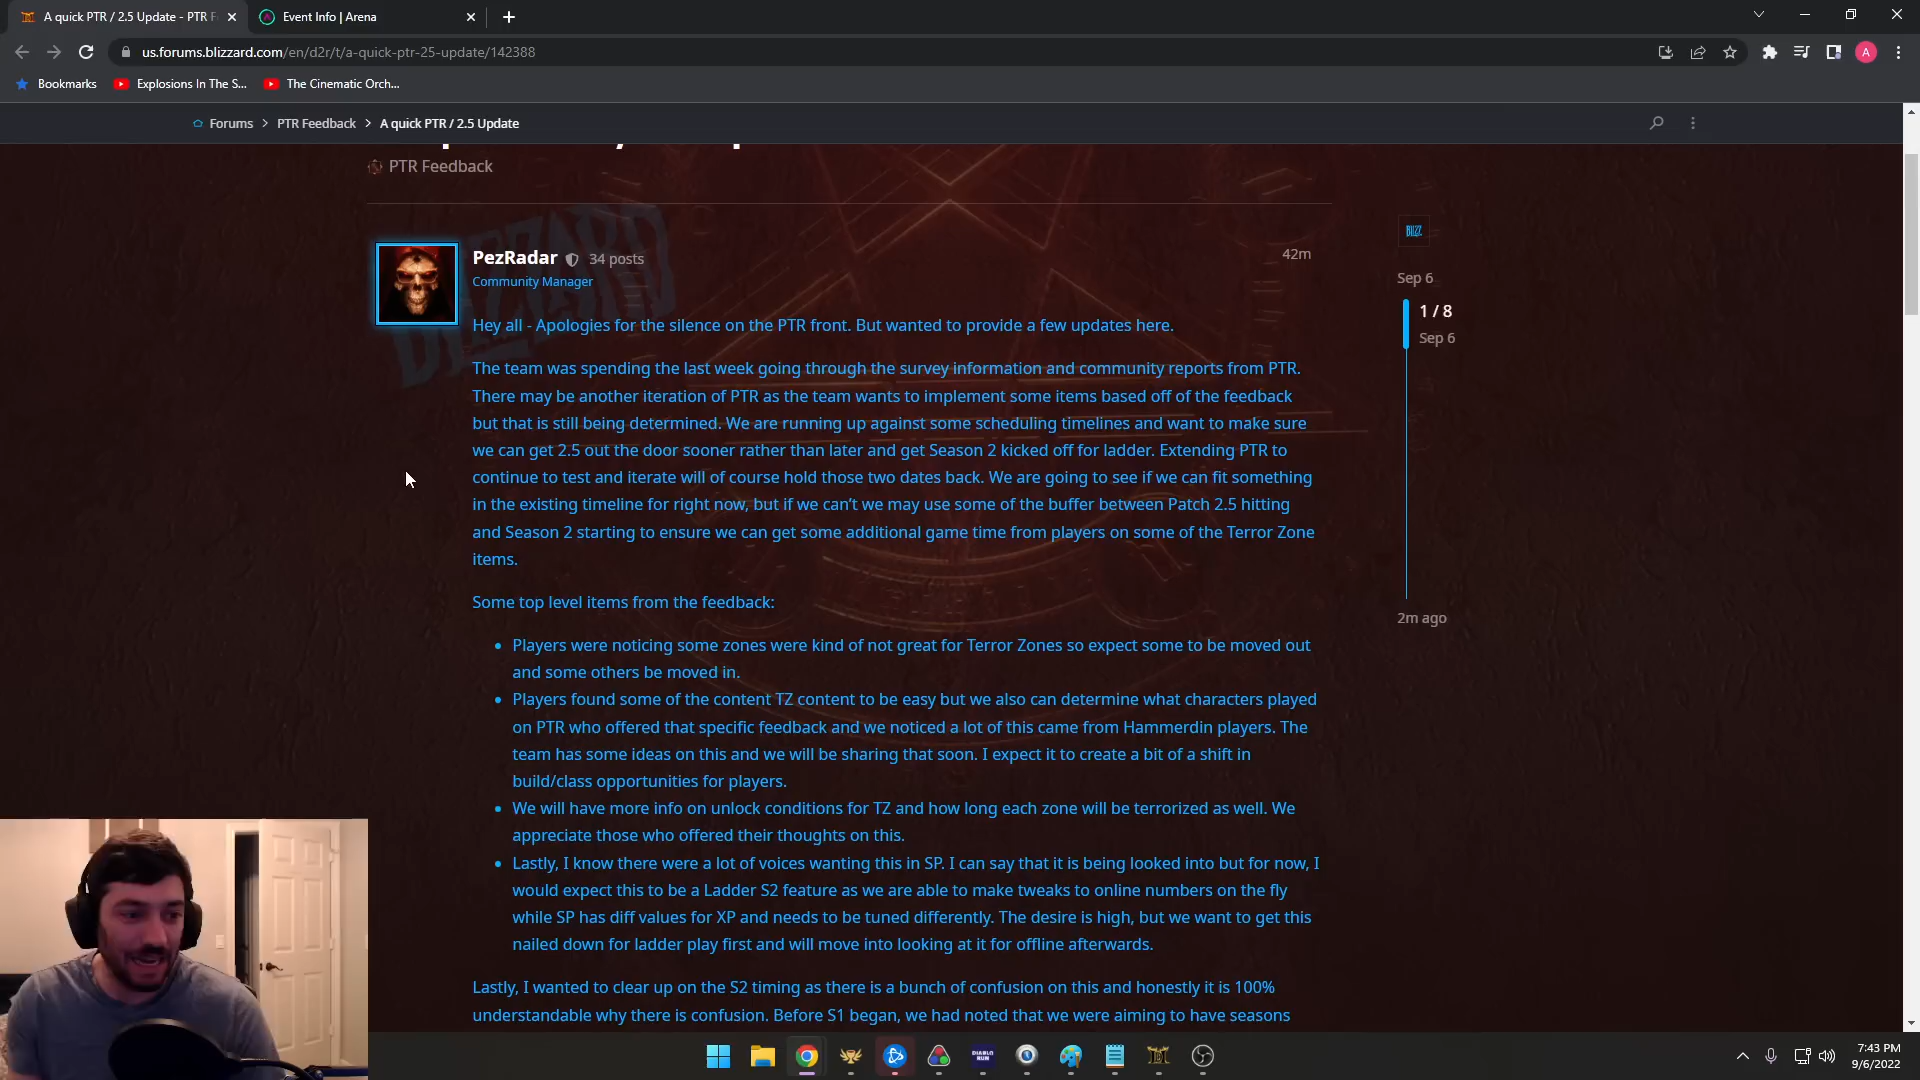 A quick PTR / 2.5 Update - PTR F
Event Info | Arena
us.forums.blizzard.com/en/d2r/t/a-quick-ptr-25-update/142388
A
Bookmarks
Explosions In The S...
The Cinematic Orch...
Forums > PTR Feedback > A quick PTR / 2.5 Update
PTR Feedback
BLIZZARD
PezRadar 34 posts
42m
Community Manager
BLIZZ
Sep 6
1 / 8
Sep 6
2m ago
Hey all - Apologies for the silence on the PTR front. But wanted to provide a few updates here.
The team was spending the last week going through the survey information and community reports from PTR.
There may be another iteration of PTR as the team wants to implement some items based off of the feedback
but that is still being determined. We are running up against some scheduling timelines and want to make sure
we can get 2.5 out the door sooner rather than later and get Season 2 kicked off for ladder. Extending PTR to
continue to test and iterate will of course hold those two dates back. We are going to see if we can fit something
in the existing timeline for right now, but if we can't we may use some of the buffer between Patch 2.5 hitting
and Season 2 starting to ensure we can get some additional game time from players on some of the Terror Zone
items.
Some top level items from the feedback:
• Players were noticing some zones were kind of not great for Terror Zones so expect some to be moved out
and some others be moved in.
• Players found some of the content TZ content to be easy but we also can determine what characters played
on PTR who offered that specific feedback and we noticed a lot of this came from Hammerdin players. The
team has some ideas on this and we will be sharing that soon. I expect it to create a bit of a shift in
build/class opportunities for players.
• We will have more info on unlock conditions for TZ and how long each zone will be terrorized as well. We
appreciate those who offered their thoughts on this.
• Lastly, I know there were a lot of voices wanting this in SP. I can say that it is being looked into but for now, I
would expect this to be a Ladder S2 feature as we are able to make tweaks to online numbers on the fly
while SP has diff values for XP and needs to be tuned differently. The desire is high, but we want to get this
nailed down for ladder play first and will move into looking at it for offline afterwards.
Lastly, I wanted to clear up on the S2 timing as there is a bunch of confusion on this and honestly it is 100%
understandable why there is confusion. Before S1 began, we had noted that we were aiming to have seasons
DIABLO
RUN
7:43 PM
9/6/2022